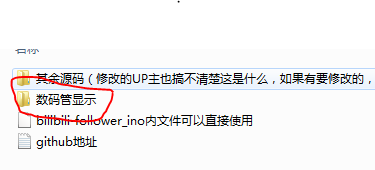 名称
其余源码（修改的UP主也搞不清楚这是什么，如果有要修改的，
数码管显示
bilibili-follower_ino内文件可以直接使用
github地址